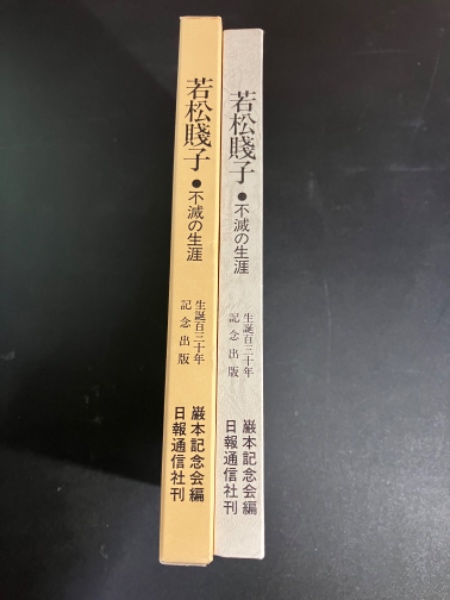 若松賤子●不滅の生涯
生誕百三十年
記念出版
巌本記念会編
日報通信社刊
若松賤子●不滅の生涯
生誕百三十年
記念出版
巌本記念会編
日報通信社刊